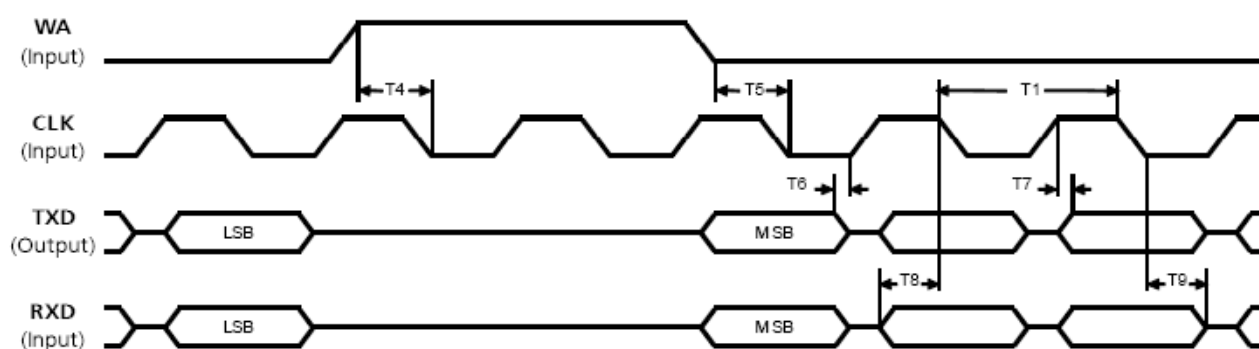 WA
(Input)
T4
T5
T1
CLK
(Input)
T6
T7
TXD
(Output)
LSB
MSB
T8
T9
RXD
(Input)
LSB
MSB